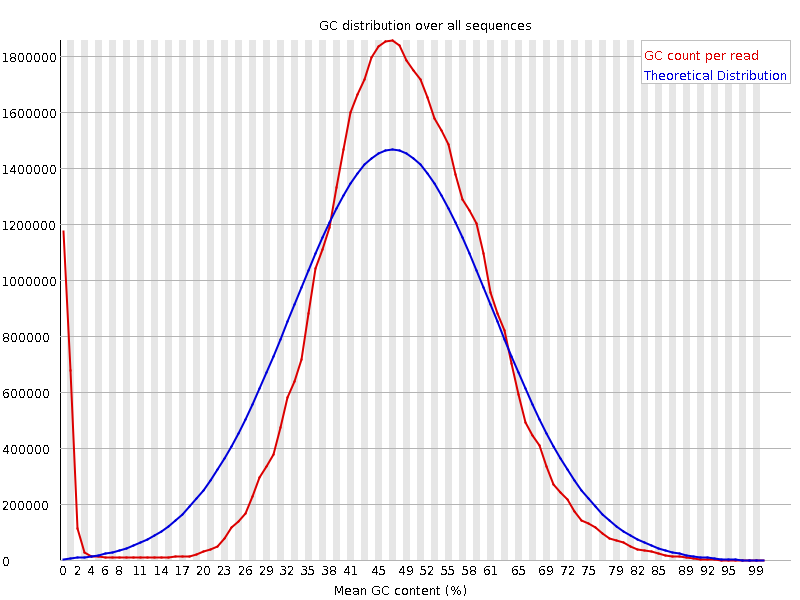 GC distribution over all sequences
GC count per read
Theoretical Distribution
1800000
1600000
1400000
1200000
1000000
800000
600000
400000
200000
0
0 2 4 6 8 11 14 17 20 23 26 29 32 35 38 41 45 49 52 55 58 61 65 69 72 75 79 82 85 89 92 95 99
Mean GC content (%)